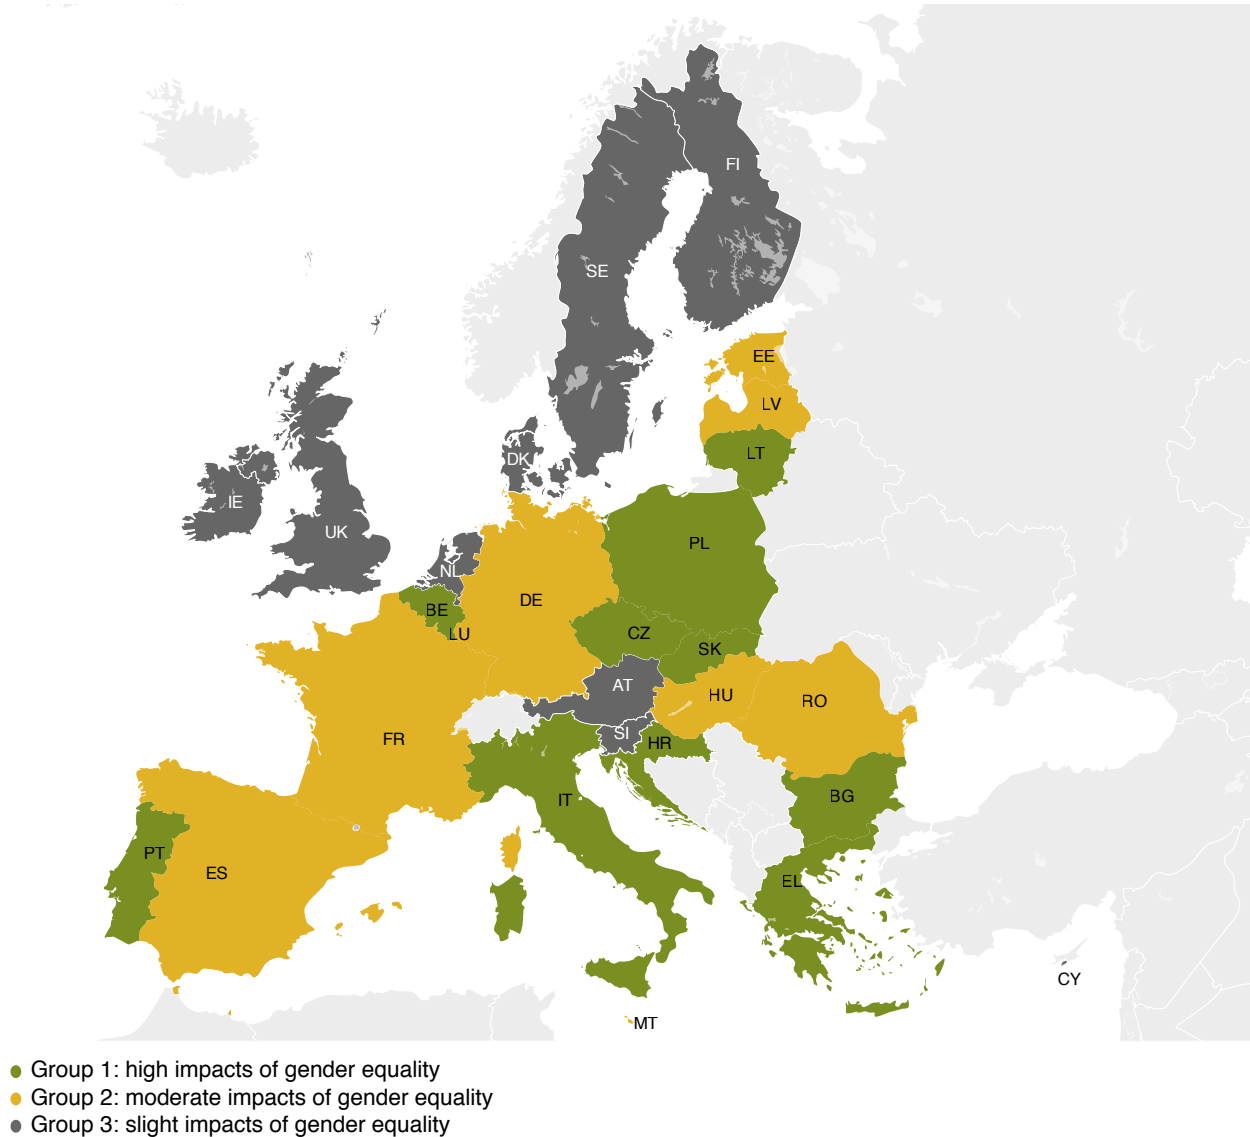 FI
SE
EE
LV
LT
DK
IE
UK
NL
PL
BE
DE
LU
CZ
SK
AT
HU
RO
SI
FR
HR
IT
BG
PT
ES
EL
CY
MT
Group 1: high impacts of gender equality
Group 2: moderate impacts of gender equality
Group 3: slight impacts of gender equality